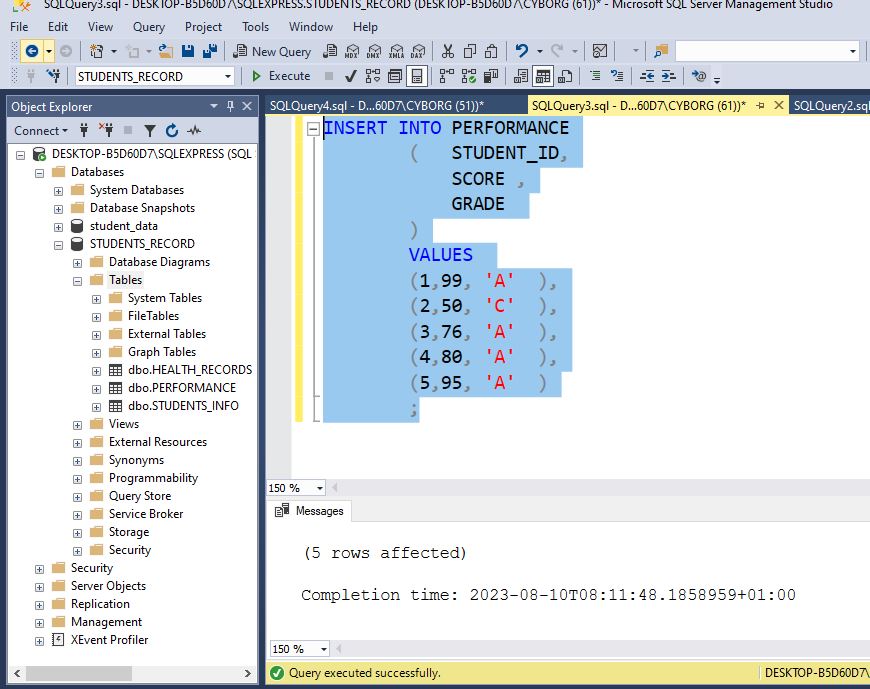 SQLQuery3.sql - DESKTOP-B5D60D7\SQLEXPRESS.STUDENTS_RECORD (DESKTOP-B5D60D7\CYBORG (61))* - Microsoft SQL Server Management Studio
File Edit View Query Project Tools Window Help
New Query MDX DMX XMLA DAX
STUDENTS_RECORD Execute
Object Explorer
Connect
DESKTOP-B5D60D7\SQLEXPRESS (SQL
Databases
System Databases
Database Snapshots
student_data
STUDENTS_RECORD
Database Diagrams
Tables
System Tables
FileTables
External Tables
Graph Tables
dbo.HEALTH_RECORDS
dbo.PERFORMANCE
dbo.STUDENTS_INFO
Views
External Resources
Synonyms
Programmability
Query Store
Service Broker
Storage
Security
Security
Server Objects
Replication
Management
XEvent Profiler
SQLQuery4.sql - D...60D7\CYBORG (51))* SQLQuery3.sql - D...60D7\CYBORG (61))* SQLQuery2.sql
INSERT INTO PERFORMANCE
( STUDENT_ID,
SCORE ,
GRADE
)
VALUES
(1,99, 'A' ),
(2,50, 'C' ),
(3,76, 'A' ),
(4,80, 'A' ),
(5,95, 'A' )
;
150 %
Messages
(5 rows affected)
Completion time: 2023-08-10T08:11:48.1858959+01:00
150 %
Query executed successfully. DESKTOP-B5D60D7\